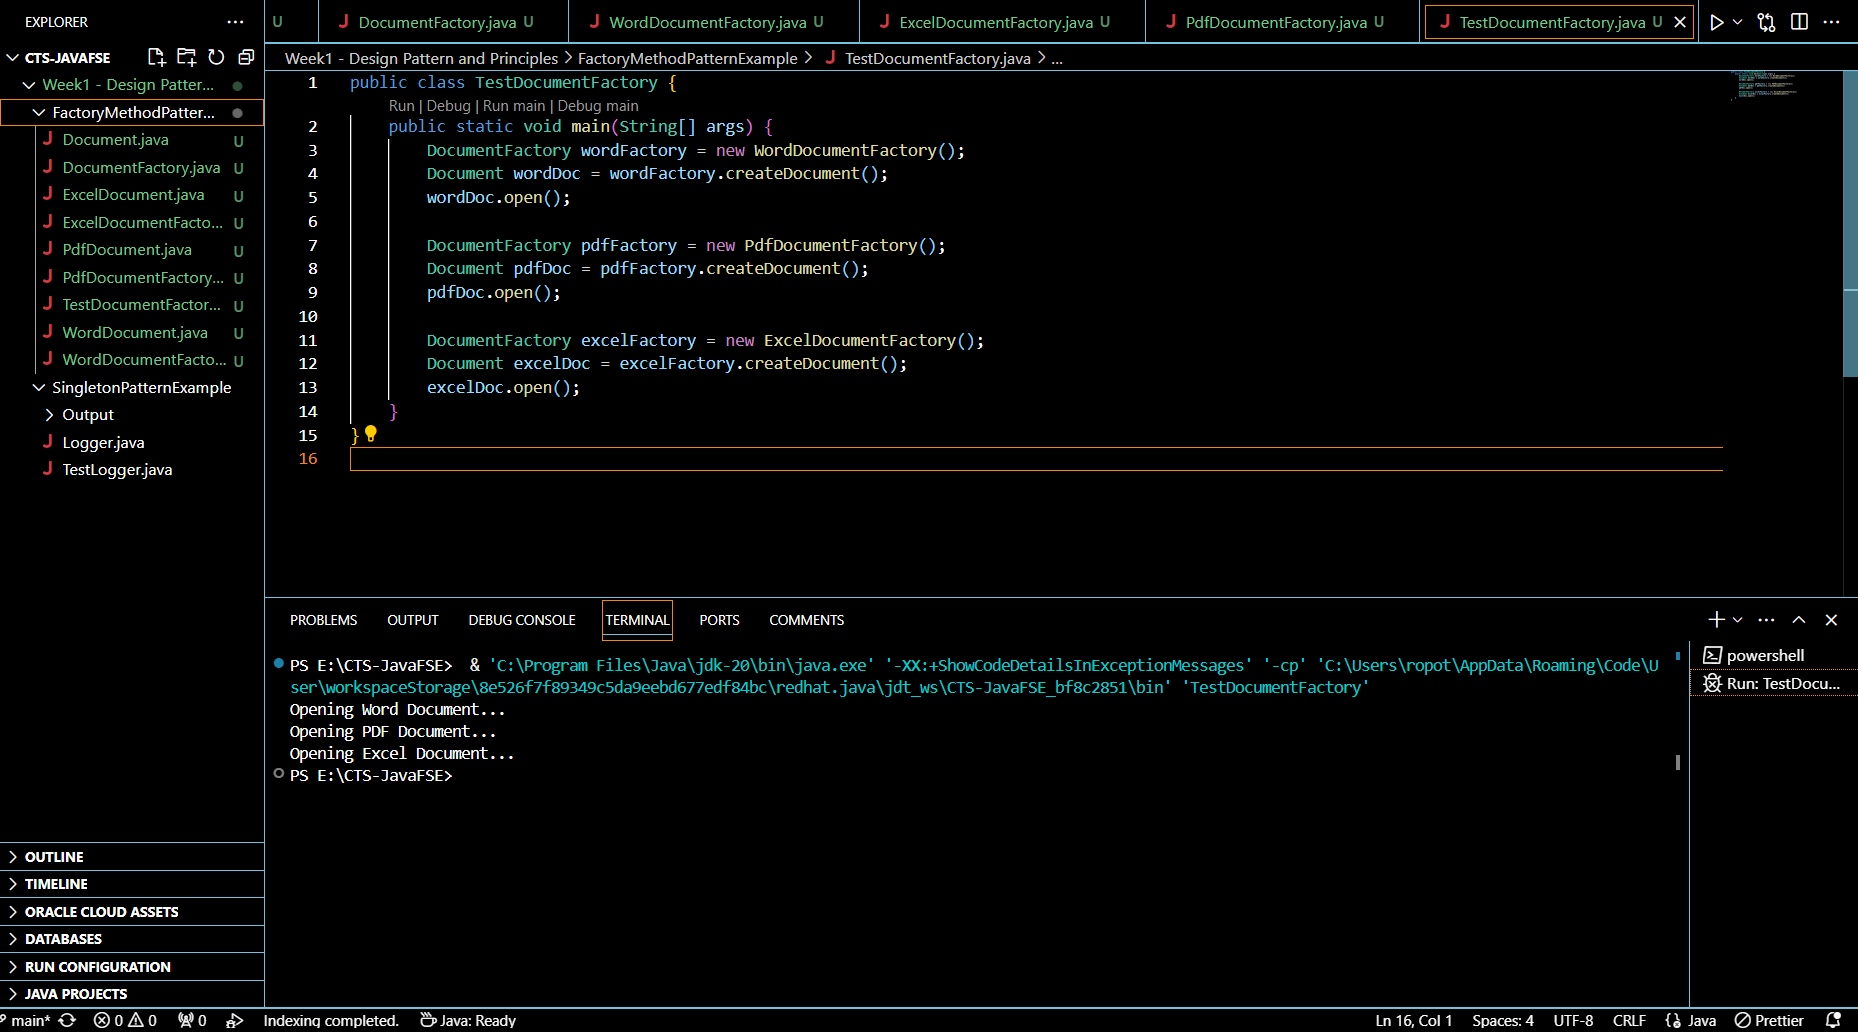 EXPLORER
CTS-JAVAFSE
Week1 - Design Patter...
FactoryMethodPatter...
Document.java U
DocumentFactory.java U
ExcelDocument.java U
ExcelDocumentFacto... U
PdfDocument.java U
PdfDocumentFactory... U
TestDocumentFactor... U
WordDocument.java U
WordDocumentFacto... U
SingletonPatternExample
Output
Logger.java
TestLogger.java
OUTLINE
TIMELINE
ORACLE CLOUD ASSETS
DATABASES
RUN CONFIGURATION
JAVA PROJECTS
U DocumentFactory.java U WordDocumentFactory.java U ExcelDocumentFactory.java U PdfDocumentFactory.java U TestDocumentFactory.java U
Week1 - Design Pattern and Principles > FactoryMethodPatternExample > TestDocumentFactory.java > ...
1 public class TestDocumentFactory {
Run | Debug | Run main | Debug main
2 public static void main(String[] args) {
3 DocumentFactory wordFactory = new WordDocumentFactory();
4 Document wordDoc = wordFactory.createDocument();
5 wordDoc.open();
6
7 DocumentFactory pdfFactory = new PdfDocumentFactory();
8 Document pdfDoc = pdfFactory.createDocument();
9 pdfDoc.open();
10
11 DocumentFactory excelFactory = new ExcelDocumentFactory();
12 Document excelDoc = excelFactory.createDocument();
13 excelDoc.open();
14 }
15 }
16
PROBLEMS OUTPUT DEBUG CONSOLE TERMINAL PORTS COMMENTS
PS E:\CTS-JavaFSE> & 'C:\Program Files\Java\jdk-20\bin\java.exe' '-XX:+ShowCodeDetailsInExceptionMessages' '-cp' 'C:\Users\ropot\AppData\Roaming\Code\U
ser\workspaceStorage\8e526f7f89349c5da9eebd677edf84bc\redhat.java\jdt_ws\CTS-JavaFSE_bf8c2851\bin' 'TestDocumentFactory'
Opening Word Document...
Opening PDF Document...
Opening Excel Document...
PS E:\CTS-JavaFSE>
powershell
Run: TestDocu...
main* 0 0 0 Indexing completed. Java: Ready Ln 16, Col 1 Spaces: 4 UTF-8 CRLF {} Java Prettier